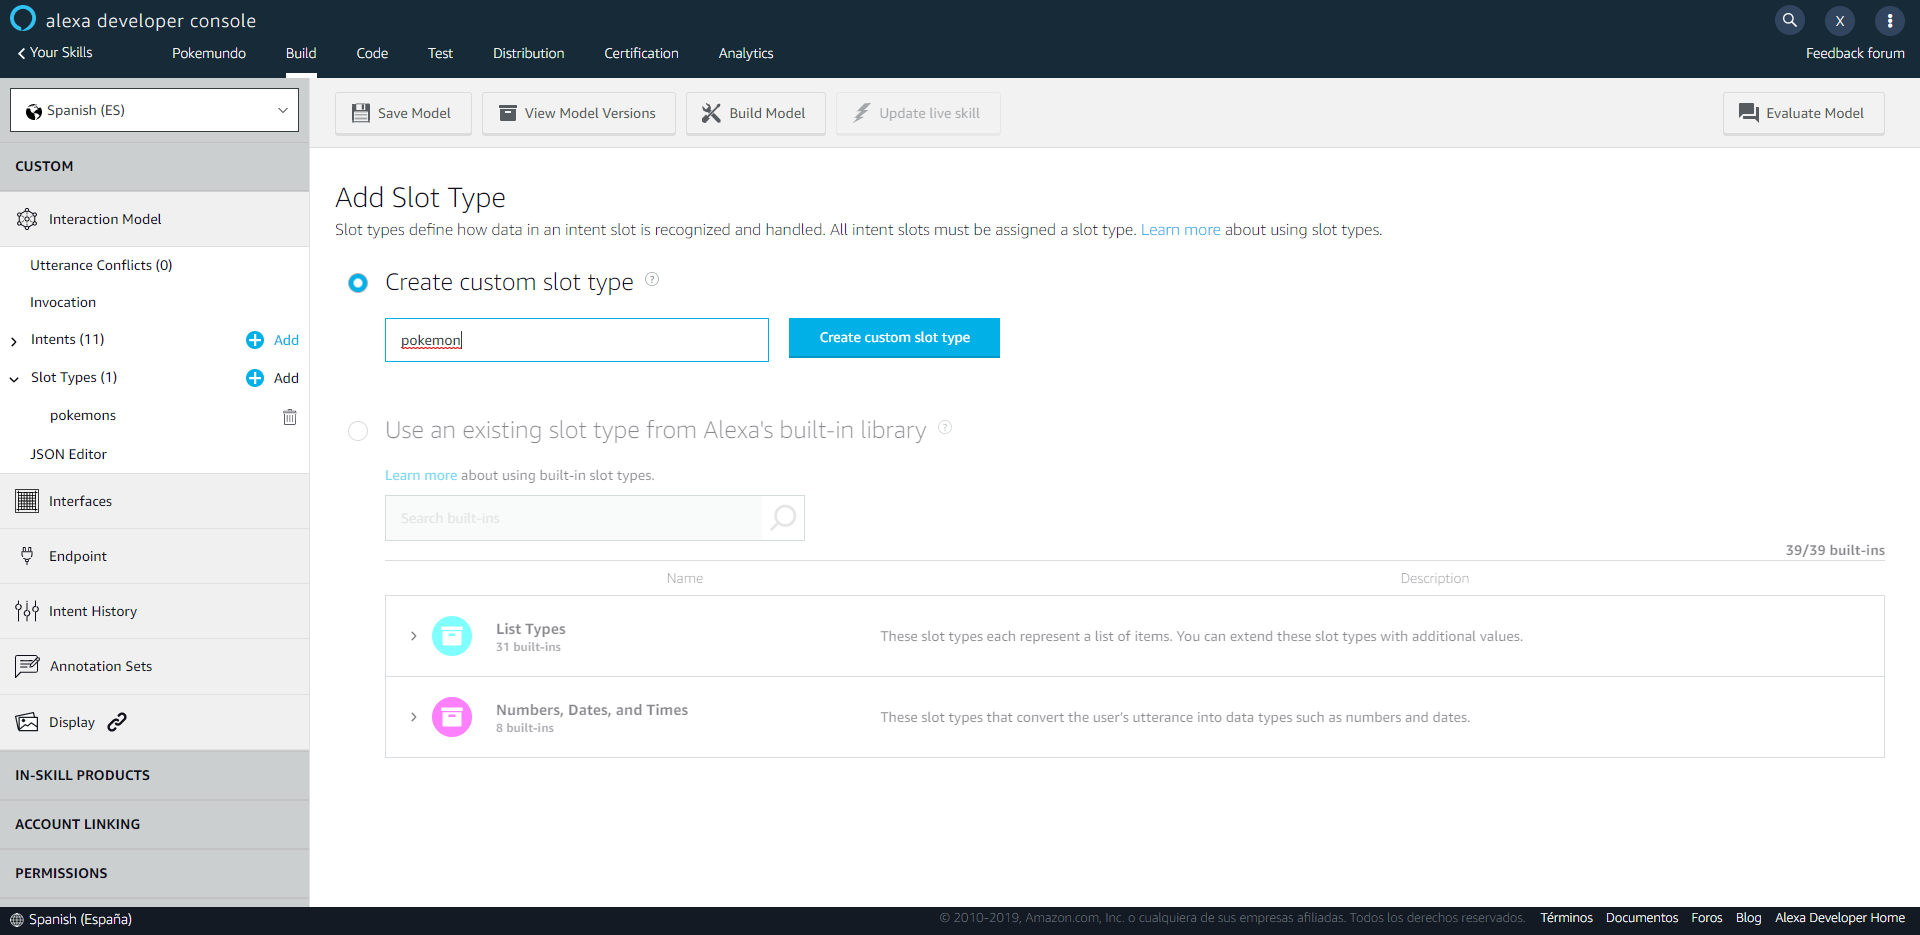 alexa developer console
X
Your Skills
Pokemundo
Build
Code
Test
Distribution
Certification
Analytics
Feedback forum
Spanish (ES)
Save Model
View Model Versions
Build Model
Update live skill
Evaluate Model
CUSTOM
Interaction Model
Utterance Conflicts (0)
Invocation
Intents (11)
Add
Slot Types (1)
Add
pokemons
JSON Editor
Interfaces
Endpoint
Intent History
Annotation Sets
Display
IN-SKILL PRODUCTS
ACCOUNT LINKING
PERMISSIONS
Add Slot Type
Slot types define how data in an intent slot is recognized and handled. All intent slots must be assigned a slot type. Learn more about using slot types.
Create custom slot type ?
pokemon
Create custom slot type
Use an existing slot type from Alexa's built-in library ?
Learn more about using built-in slot types.
Search built-ins
39/39 built-ins
Name
Description
List Types
31 built-ins
These slot types each represent a list of items. You can extend these slot types with additional values.
Numbers, Dates, and Times
8 built-ins
These slot types that convert the user's utterance into data types such as numbers and dates.
Spanish (España)
© 2010-2019, Amazon.com, Inc. o cualquiera de sus empresas afiliadas. Todos los derechos reservados.
Términos
Documentos
Foros
Blog
Alexa Developer Home